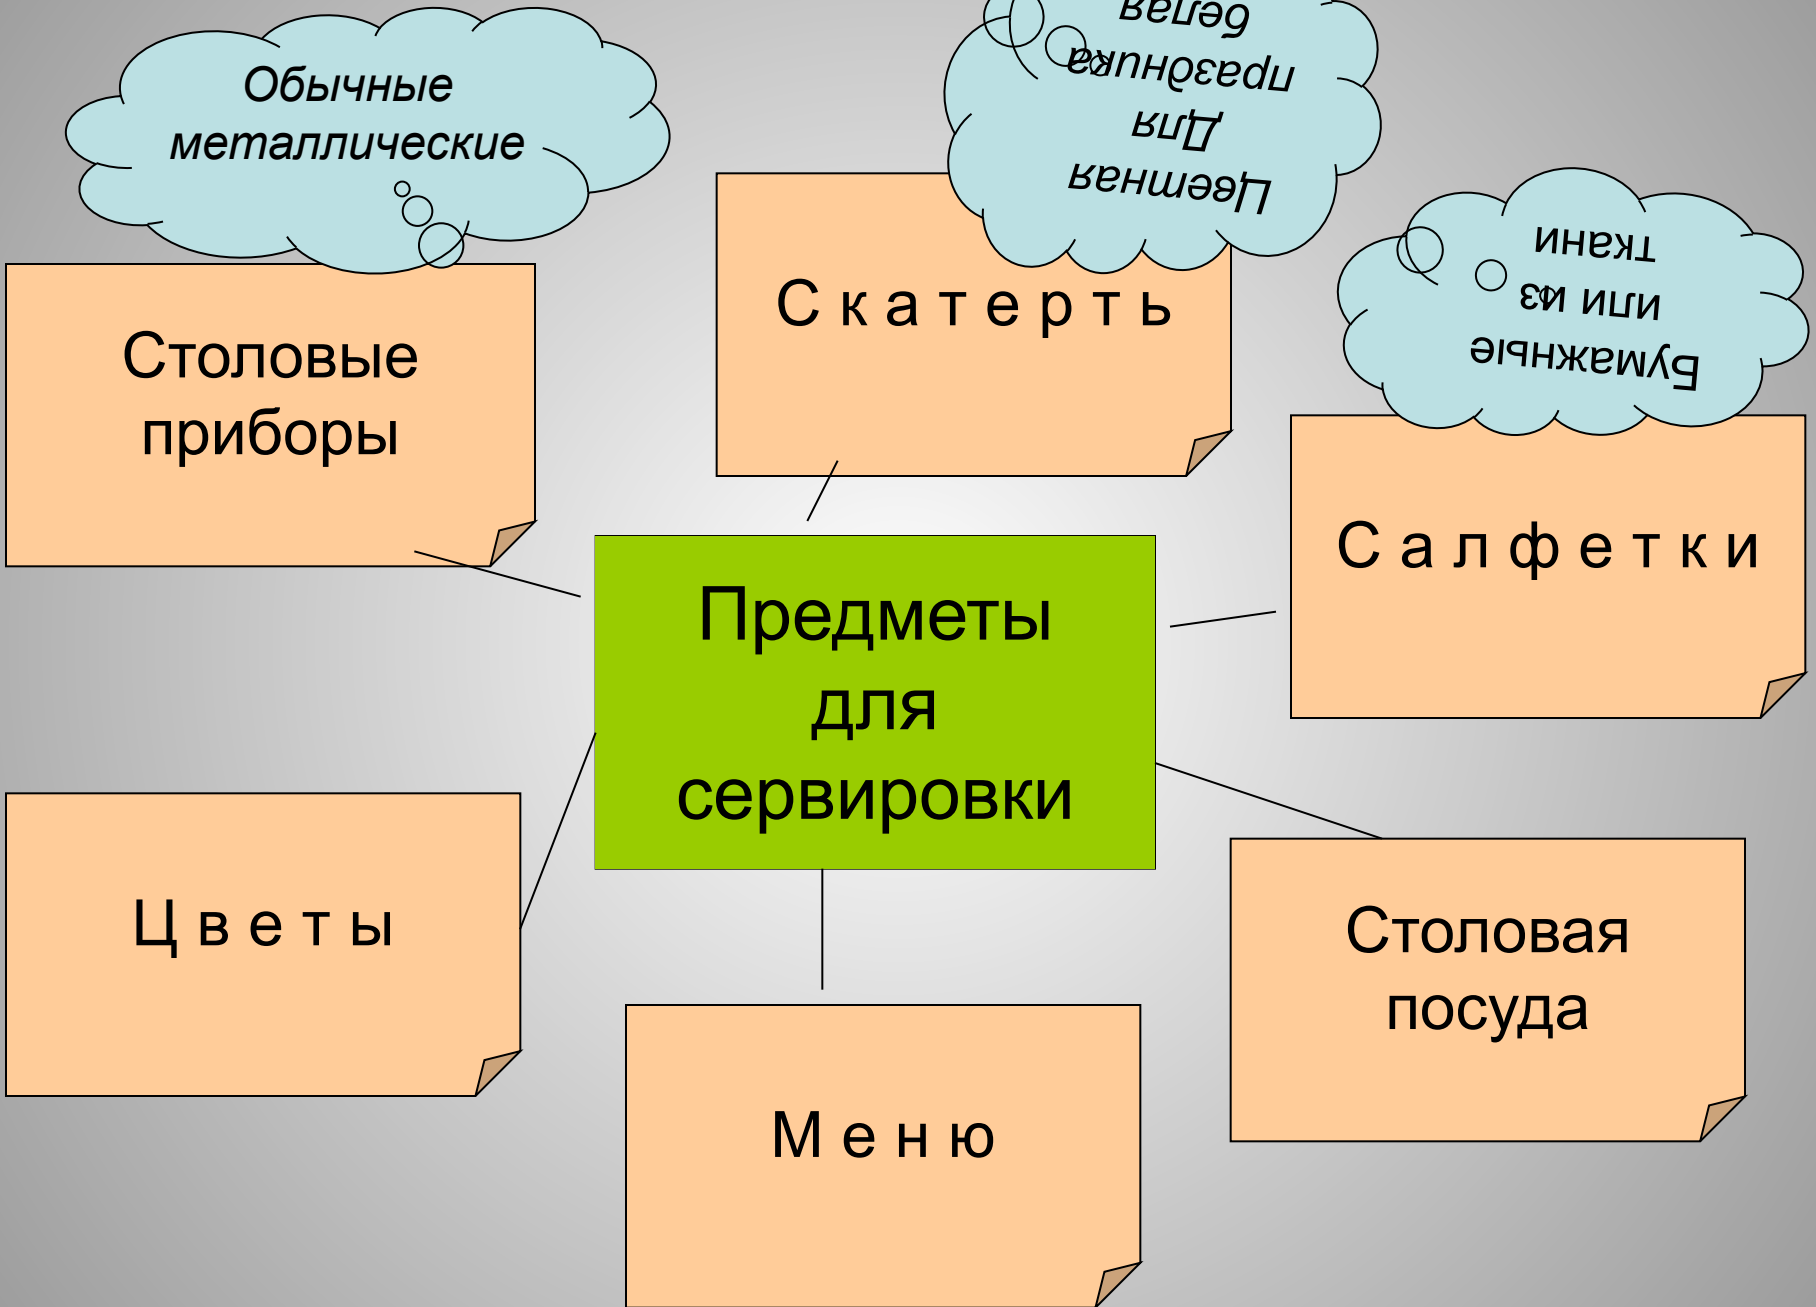 Обычные
металлические
Цветная
Для
праздника
белая
Бумажные
или из
ткани
С к а т е р т ь
Столовые
приборы
С а л ф е т к и
Предметы
для
сервировки
Ц в е т ы
Столовая
посуда
М е н ю